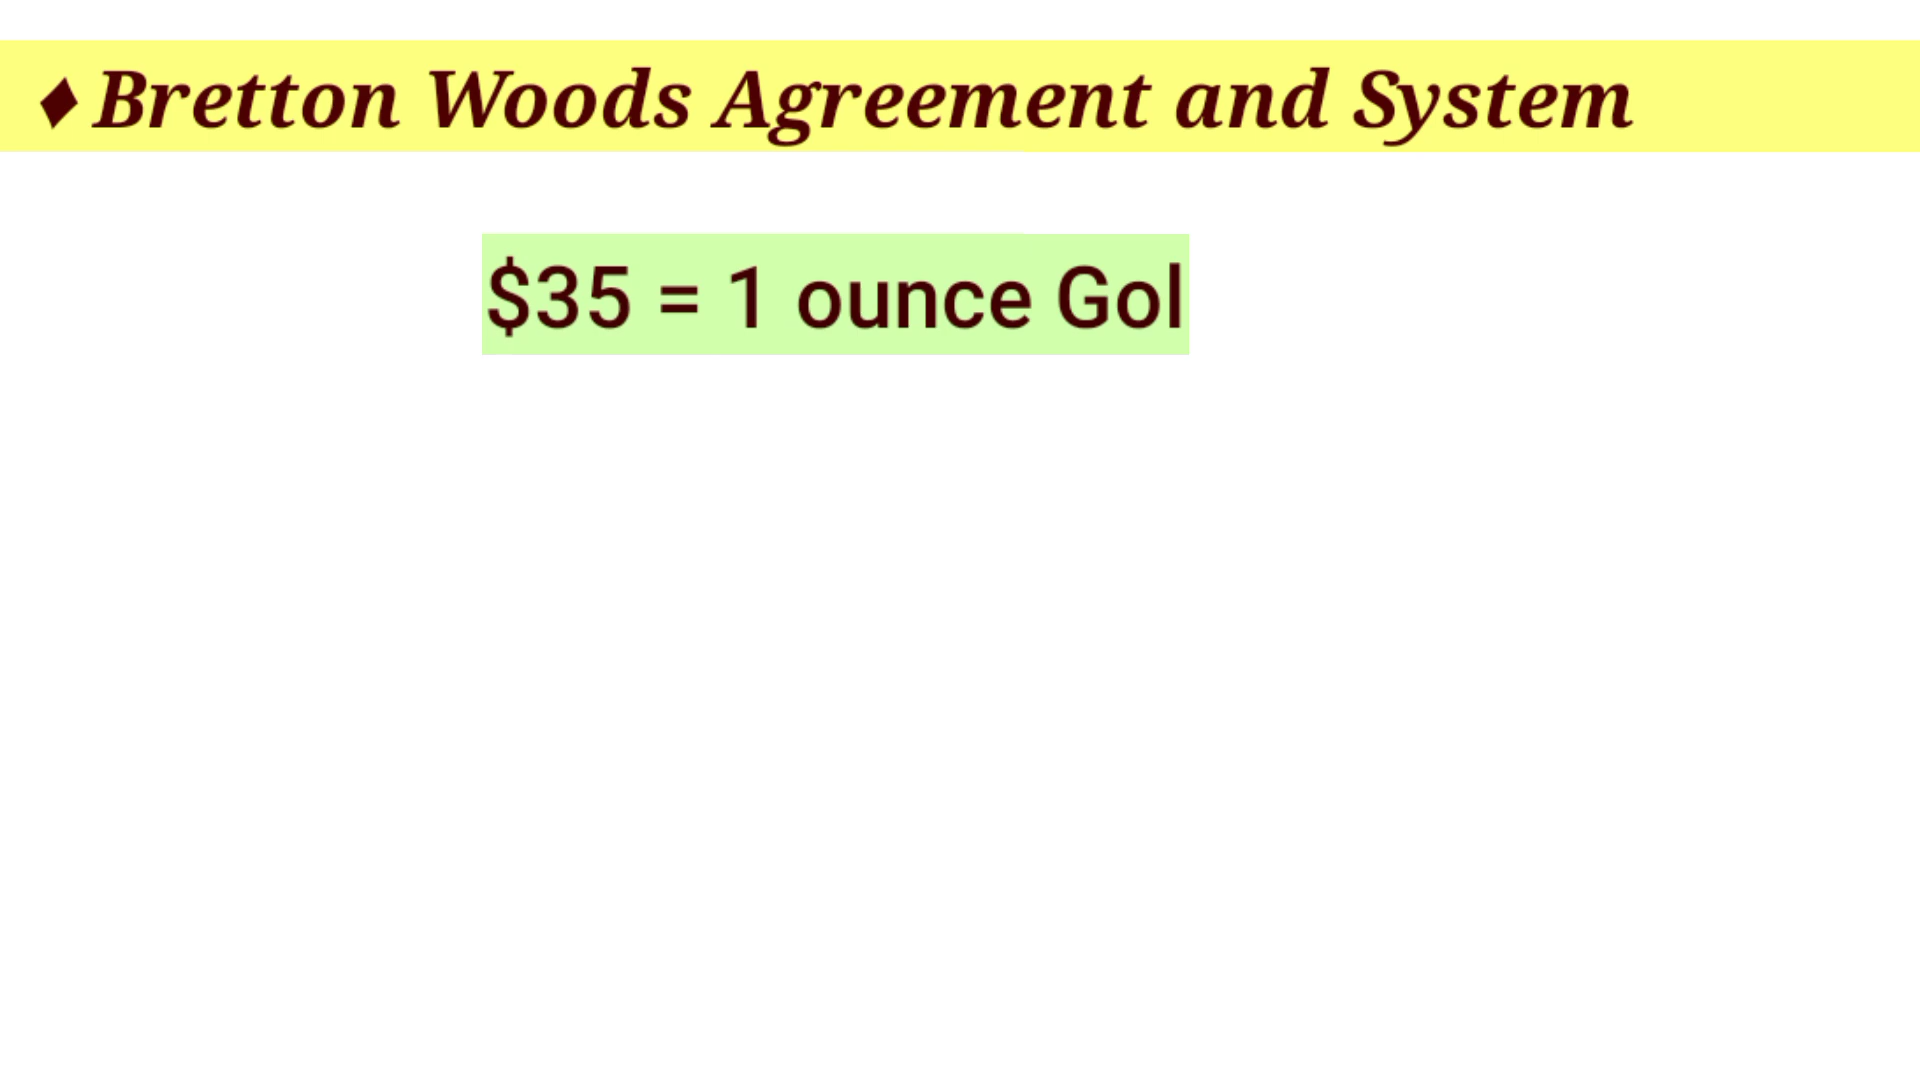 ♦ Bretton Woods Agreement and System
$35 = 1 ounce Gol